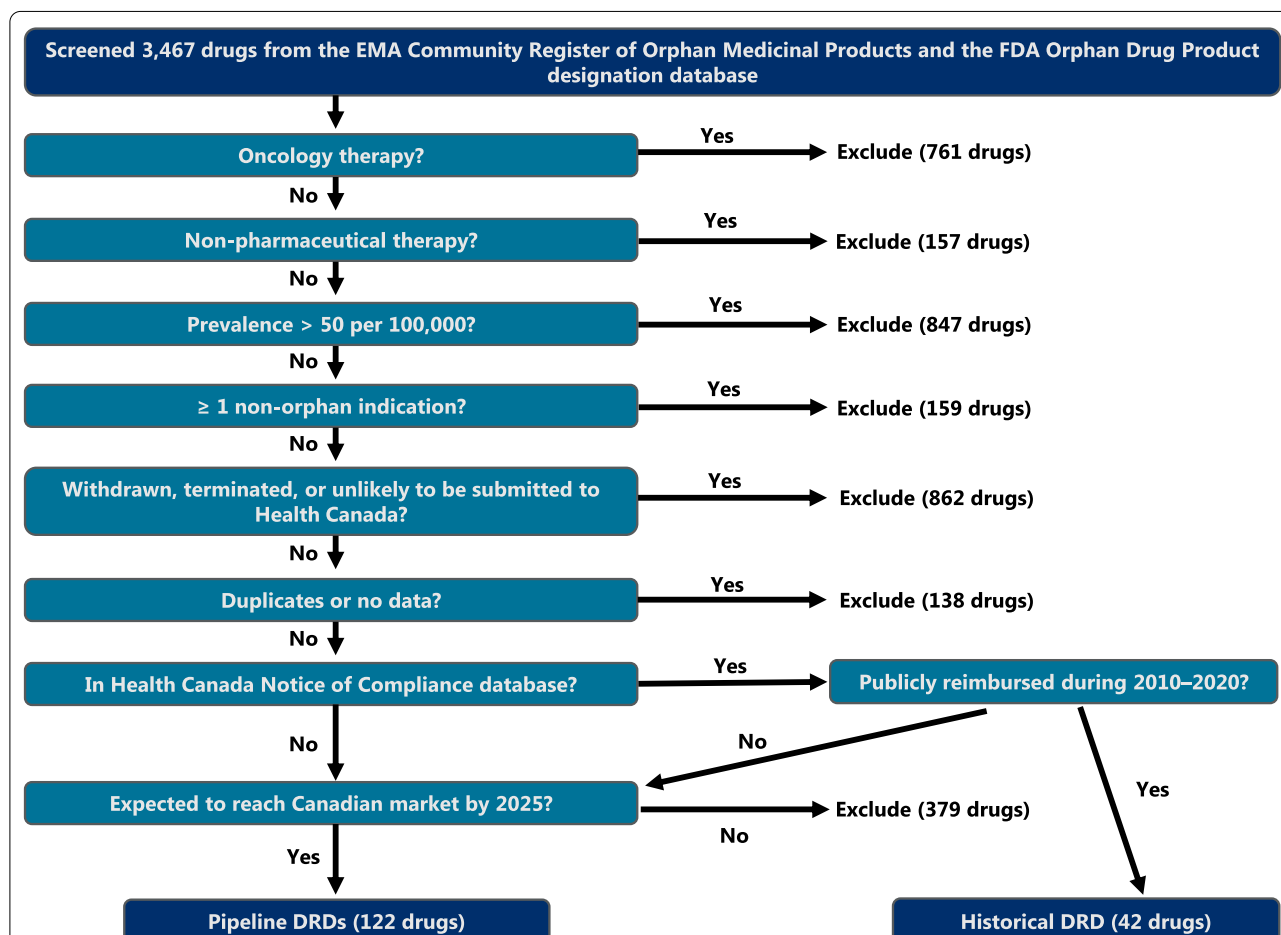 Screened 3,467 drugs from the EMA Community Register of Orphan Medicinal Products and the FDA Orphan Drug Product
designation database
Oncology therapy?
Yes
Exclude (761 drugs)
No
Non-pharmaceutical therapy?
Yes
Exclude (157 drugs)
No
Prevalence > 50 per 100,000?
Yes
Exclude (847 drugs)
No
≥ 1 non-orphan indication?
Yes
Exclude (159 drugs)
No
Withdrawn, terminated, or unlikely to be submitted to
Health Canada?
Yes
Exclude (862 drugs)
No
Duplicates or no data?
Yes
Exclude (138 drugs)
No
In Health Canada Notice of Compliance database?
Yes
Publicly reimbursed during 2010–2020?
No
No
Yes
Expected to reach Canadian market by 2025?
No
Exclude (379 drugs)
Yes
Pipeline DRDs (122 drugs)
Historical DRD (42 drugs)